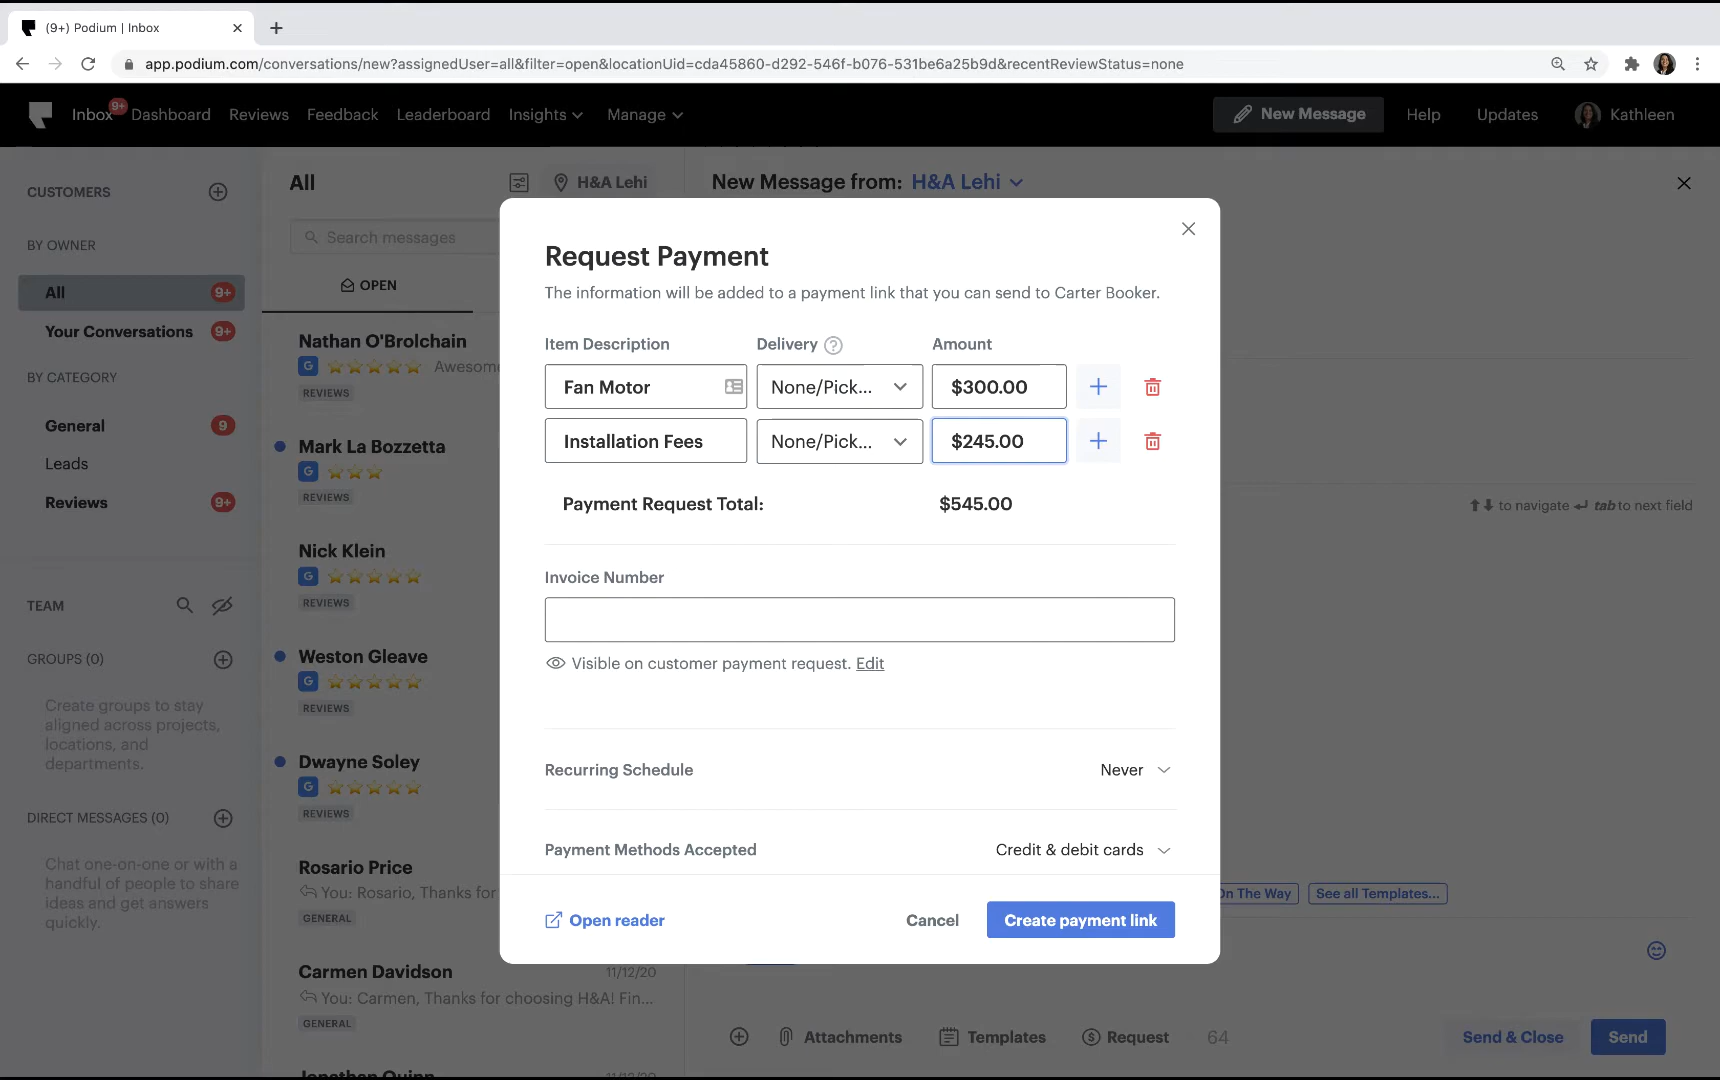 (9+) Podium | Inbox
app.podium.com/conversations/new?assignedUser=all&filter=open&locationUid=cda45860-d292-546f-b076-531be6a25b9d&recentReviewStatus=none
Inbox 9+ Dashboard Reviews Feedback Leaderboard Insights Manage New Message Help Updates Kathleen
CUSTOMERS
BY OWNER
All 9+
Your Conversations 9+
BY CATEGORY
General 9
Leads
Reviews 9+
TEAM
GROUPS (0)
Create groups to stay
aligned across projects,
locations, and
departments.
DIRECT MESSAGES (0)
Chat one-on-one or with a
handful of people to share
ideas and get answers
quickly.
All H&A Lehi
Search messages
OPEN
Nathan O'Brolchain
G Awesome
REVIEWS
Mark La Bozzetta
G
REVIEWS
Nick Klein
G
REVIEWS
Weston Gleave
G
REVIEWS
Dwayne Soley
G
REVIEWS
Rosario Price
You: Rosario, Thanks for
GENERAL
Carmen Davidson 11/12/20
You: Carmen, Thanks for choosing H&A! Fin...
GENERAL
Jonathan Quinn 11/12/20
New Message from: H&A Lehi
Request Payment
The information will be added to a payment link that you can send to Carter Booker.
Item Description Delivery ? Amount
Fan Motor None/Pick... $300.00
Installation Fees None/Pick... $245.00
Payment Request Total: $545.00
Invoice Number
Visible on customer payment request. Edit
Recurring Schedule Never
Payment Methods Accepted Credit & debit cards
Open reader Cancel Create payment link
to navigate tab to next field
On The Way See all Templates...
Attachments Templates Request 64 Send & Close Send